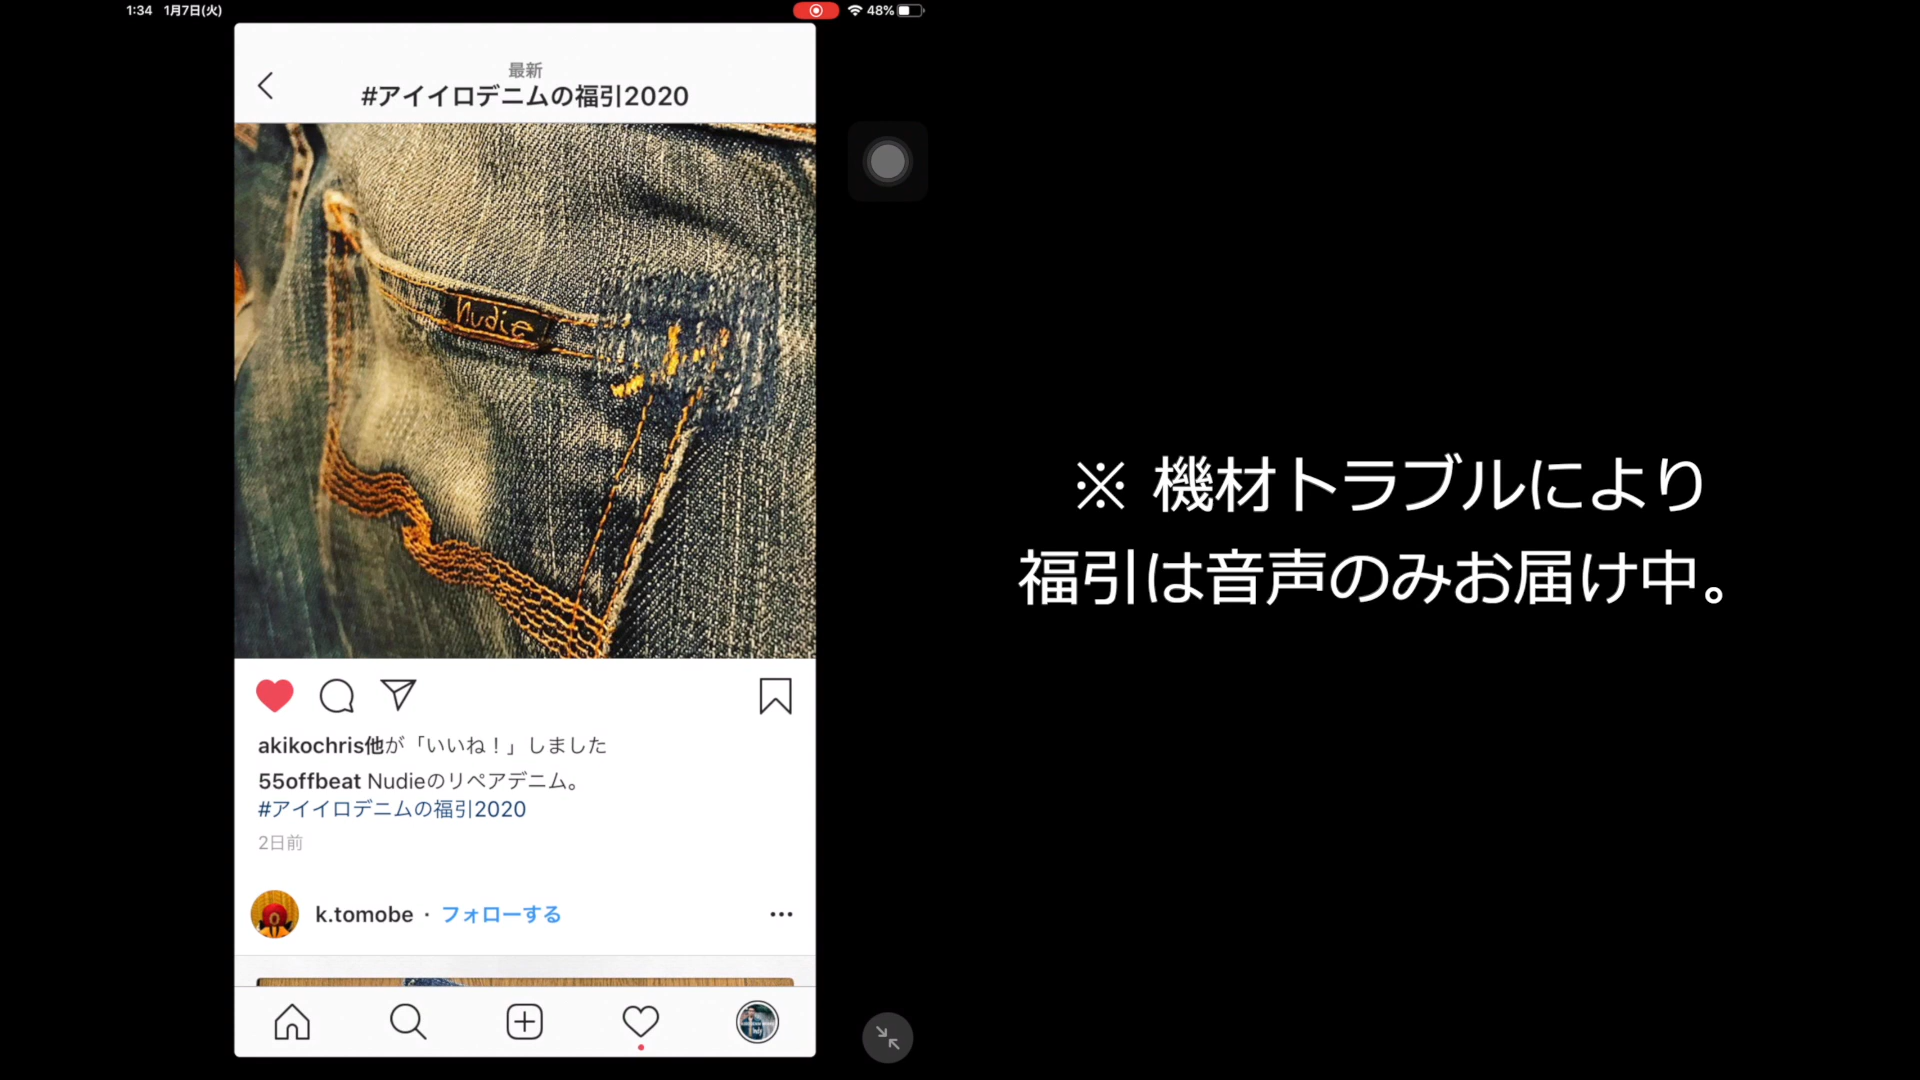 1:34 1月7日(火)
48%
最新
#アイイロデニムの福引2020
Nudie
akikochris他が「いいね！」しました
55offbeat Nudieのリペアデニム。
#アイイロデニムの福引2020
2日前
k.tomobe · フォローする
※ 機材トラブルにより
福引は音声のみお届け中。